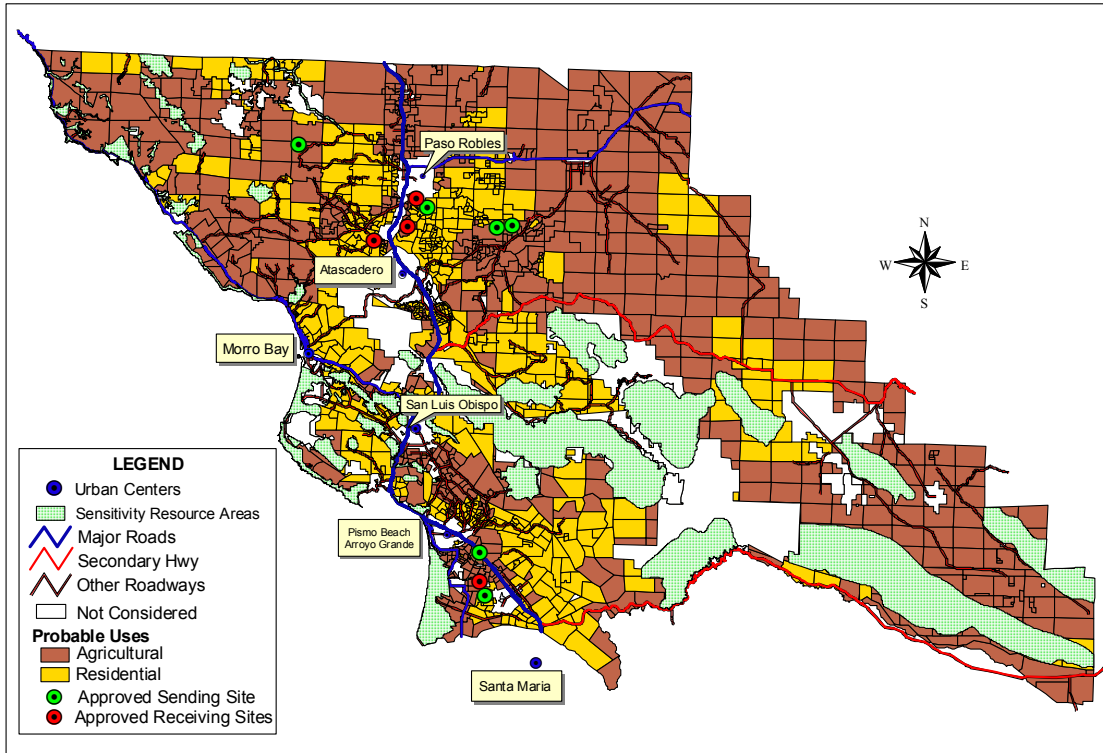 Paso Robles
N
W
E
S
Atascadero
Morro Bay
San Luis Obispo
LEGEND
Urban Centers
Sensitivity Resource Areas
Major Roads
Secondary Hwy
Other Roadways
Not Considered
Probable Uses
Agricultural
Residential
Approved Sending Site
Approved Receiving Sites
Pismo Beach
Arroyo Grande
Santa Maria